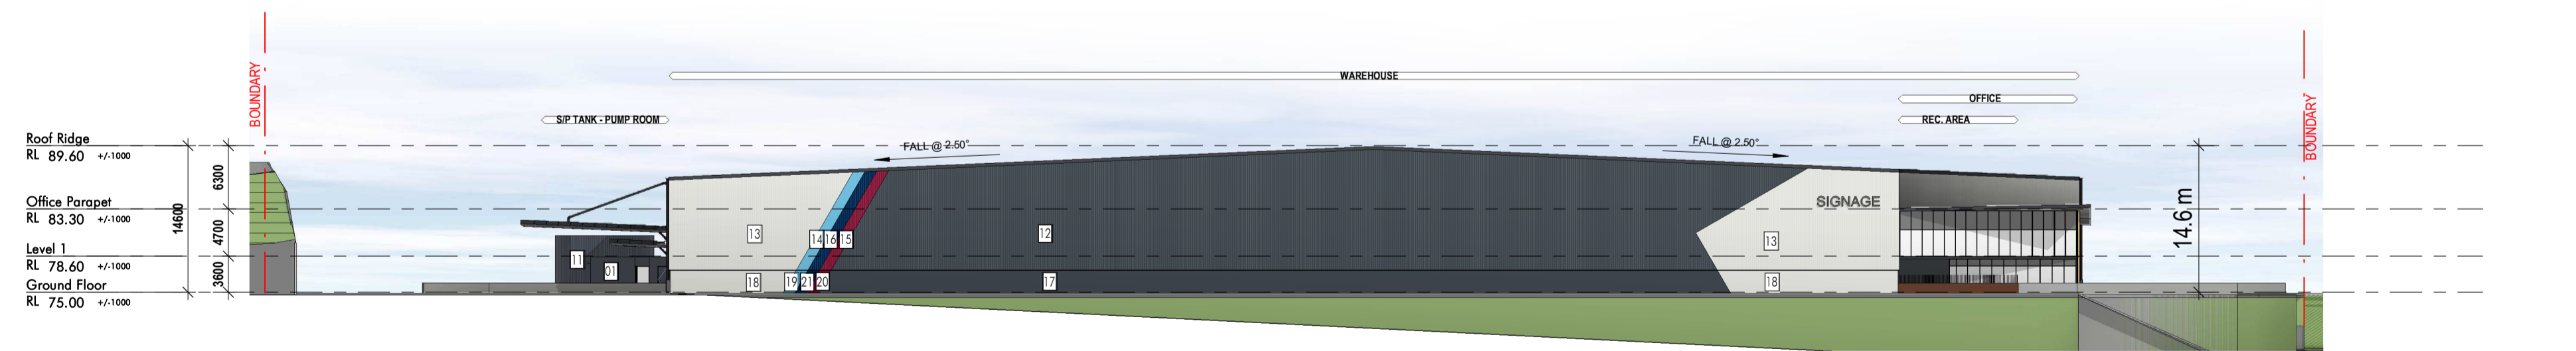 BOUNDARY
WAREHOUSE
OFFICE
S/P TANK - PUMP ROOM
REC. AREA
BOUNDARY
Roof Ridge
RL 89.60 +/-1000
FALL @ 2.50°
FALL @ 2.50°
6300
Office Parapet
RL 83.30 +/-1000
14600
4700
SIGNAGE
14.6 m
13
14 16 15
12
13
Level 1
RL 78.60 +/-1000
11
01
3600
Ground Floor
RL 75.00 +/-1000
18
19 21 20
17
18